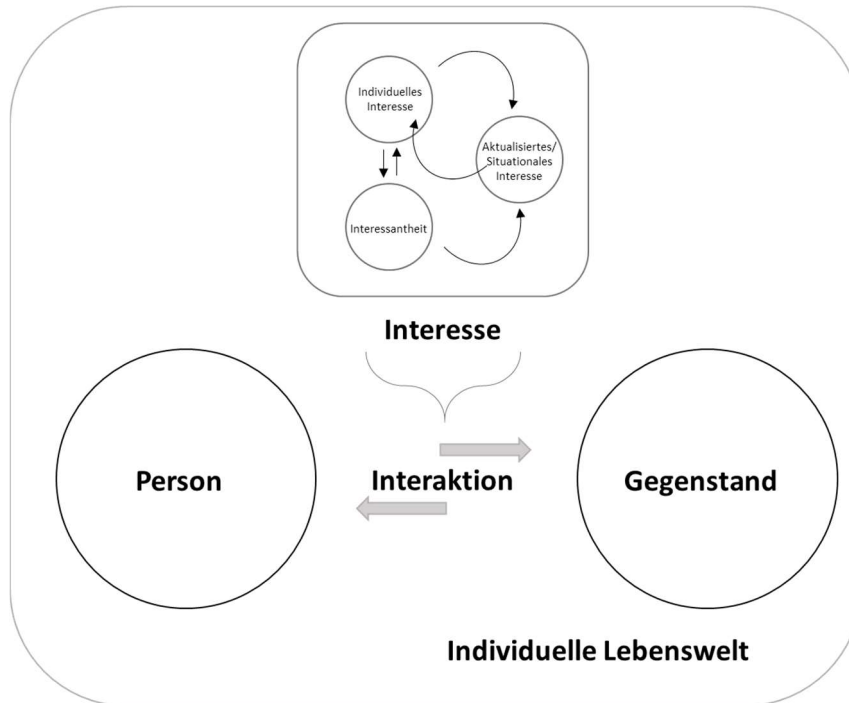 Individuelles
Interesse
Aktualisiertes/
Situationales
Interesse
Interessantheit
Interesse
Person
Interaktion
Gegenstand
Individuelle Lebenswelt